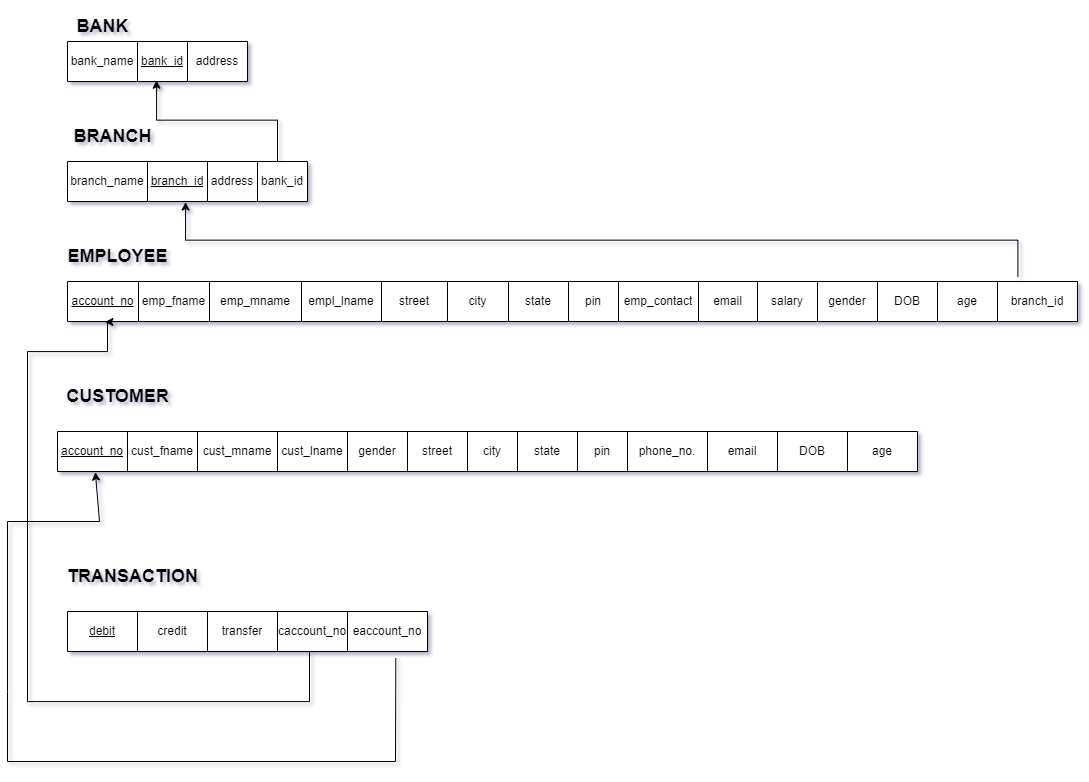 BANK
bank_name bank_id address
BRANCH
branch_name branch_id address bank_id
EMPLOYEE
account_no emp_fname emp_mname empl_lname street city state pin emp_contact email salary gender DOB age branch_id
CUSTOMER
account_no cust_fname cust_mname cust_lname gender street city state pin phone_no. email DOB age
TRANSACTION
debit credit transfer caccount_no eaccount_no